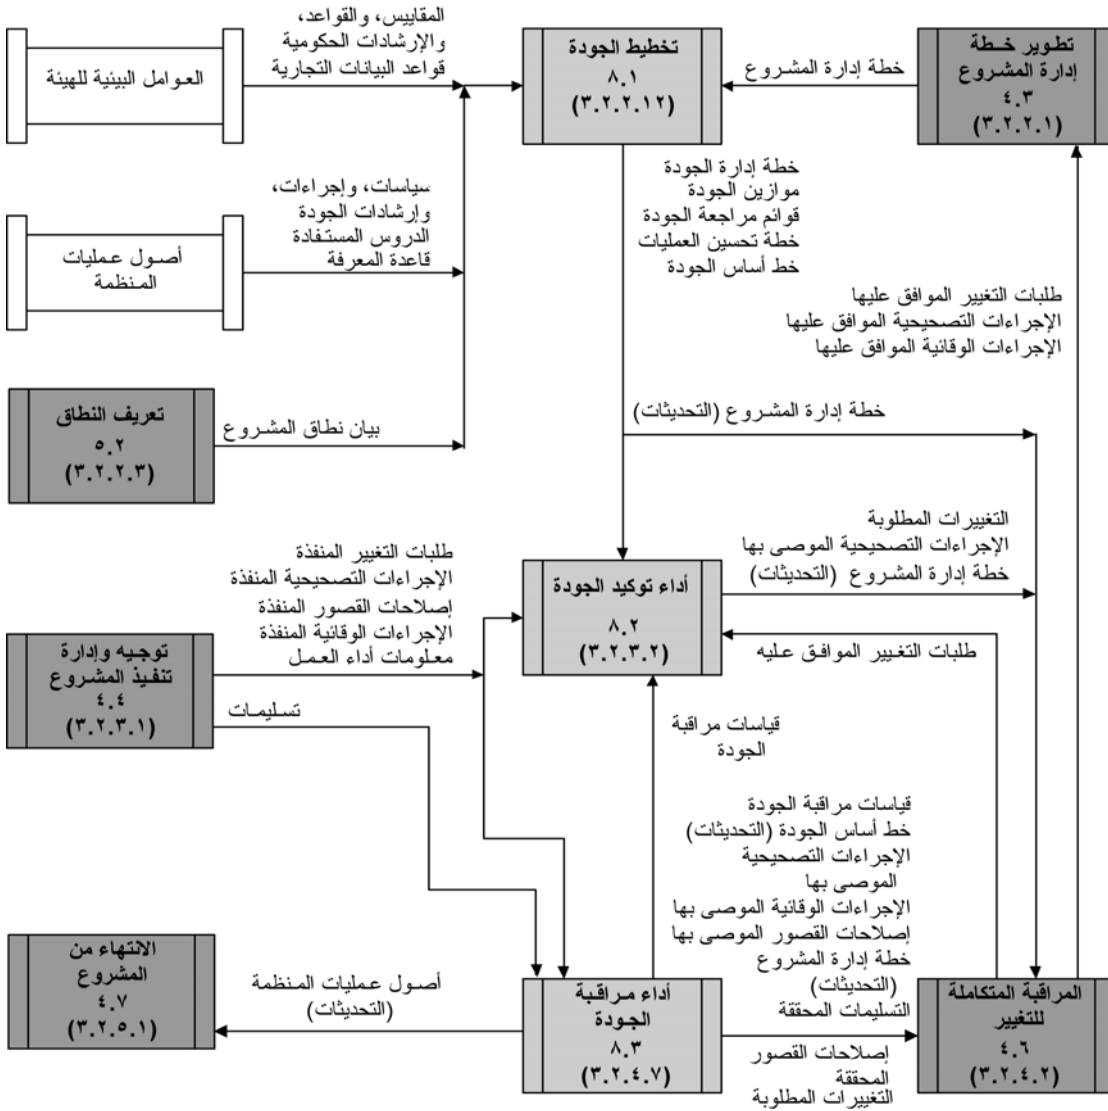 المقاييس، والقواعد،
والإرشادات الحكومية
قواعد البيانات التجارية
العوامل البيئية للهيئة
تخطيط الجودة
٨.١
(٣.٢.٢.١٢)
خطة إدارة المشروع
تطوير خطة
إدارة المشروع
٤.٣
(٣.٢.٢.١)
سياسات، وإجراءات،
وإرشادات الجودة
الدروس المستفادة
قاعدة المعرفة
أصول عمليات
المنظمة
خطة إدارة الجودة
موازين الجودة
قوائم مراجعة الجودة
خطة تحسين العمليات
خط أساس الجودة
طلبات التغيير الموافق عليها
الإجراءات التصحيحية الموافق عليها
الإجراءات الوقائية الموافق عليها
تعريف النطاق
٥.٢
(٣.٢.٢.٣)
بيان نطاق المشروع
خطة إدارة المشروع (التحديثات)
التغييرات المطلوبة
الإجراءات التصحيحية الموصى بها
خطة إدارة المشروع (التحديثات)
طلبات التغيير المنفذة
الإجراءات التصحيحية المنفذة
إصلاحات القصور المنفذة
الإجراءات الوقائية المنفذة
معلومات أداء العمل
أداء توكيد الجودة
٨.٢
(٣.٢.٣.٢)
طلبات التغيير الموافق عليه
توجيه وإدارة
تنفيذ المشروع
٤.٤
(٣.٢.٣.١)
تسليمات
قياسات مراقبة
الجودة
قياسات مراقبة الجودة
خط أساس الجودة (التحديثات)
الإجراءات التصحيحية
الموصى بها
الإجراءات الوقائية الموصى بها
إصلاحات القصور الموصى بها
خطة إدارة المشروع
(التحديثات)
التسليمات المحققة
الانتهاء من
المشروع
٤.٧
(٣.٢.٥.١)
أصول عمليات المنظمة
(التحديثات)
أداء مراقبة
الجودة
٨.٣
(٣.٢.٤.٧)
إصلاحات القصور
المحققة
التغييرات المطلوبة
المراقبة المتكاملة
للتغيير
٤.٦
(٣.٢.٤.٢)